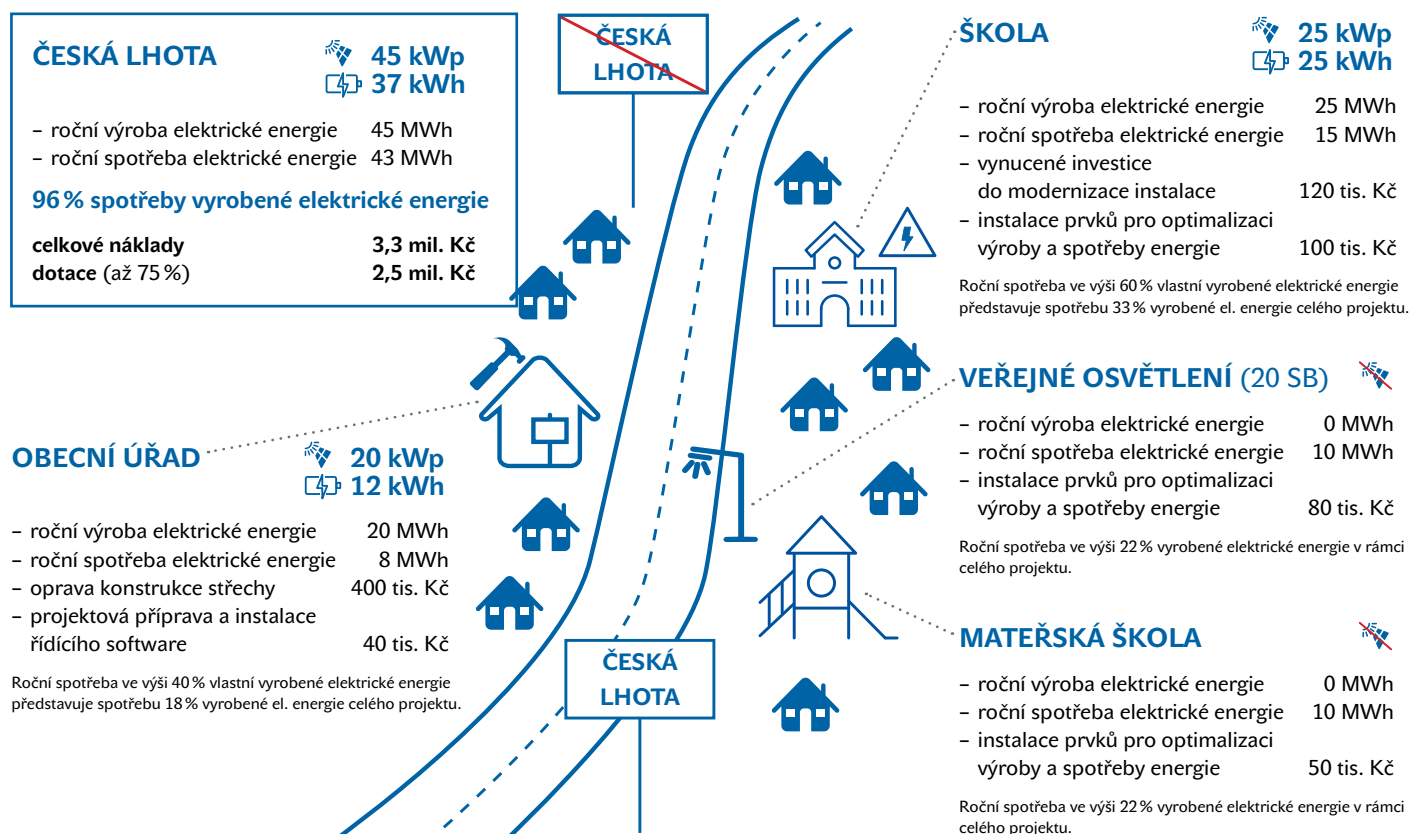 ČESKÁ LHOTA
45 kWp
37 kWh
– roční výroba elektrické energie 45 MWh
– roční spotřeba elektrické energie 43 MWh
96 % spotřeby vyrobené elektrické energie
celkové náklady 3,3 mil. Kč
dotace (až 75 %) 2,5 mil. Kč
ČESKÁ
LHOTA
ŠKOLA
25 kWp
25 kWh
– roční výroba elektrické energie 25 MWh
– roční spotřeba elektrické energie 15 MWh
– vynucené investice
do modernizace instalace 120 tis. Kč
– instalace prvků pro optimalizaci
výroby a spotřeby energie 100 tis. Kč
Roční spotřeba ve výši 60 % vlastní vyrobené elektrické energie
představuje spotřebu 33 % vyrobené el. energie celého projektu.
OBECNÍ ÚŘAD
20 kWp
12 kWh
– roční výroba elektrické energie 20 MWh
– roční spotřeba elektrické energie 8 MWh
– oprava konstrukce střechy 400 tis. Kč
– projektová příprava a instalace
řídícího software 40 tis. Kč
Roční spotřeba ve výši 40 % vlastní vyrobené elektrické energie
představuje spotřebu 18 % vyrobené el. energie celého projektu.
VEŘEJNÉ OSVĚTLENÍ (20 SB)
– roční výroba elektrické energie 0 MWh
– roční spotřeba elektrické energie 10 MWh
– instalace prvků pro optimalizaci
výroby a spotřeby energie 80 tis. Kč
Roční spotřeba ve výši 22 % vyrobené elektrické energie v rámci
celého projektu.
ČESKÁ
LHOTA
MATEŘSKÁ ŠKOLA
– roční výroba elektrické energie 0 MWh
– roční spotřeba elektrické energie 10 MWh
– instalace prvků pro optimalizaci
výroby a spotřeby energie 50 tis. Kč
Roční spotřeba ve výši 22 % vyrobené elektrické energie v rámci
celého projektu.